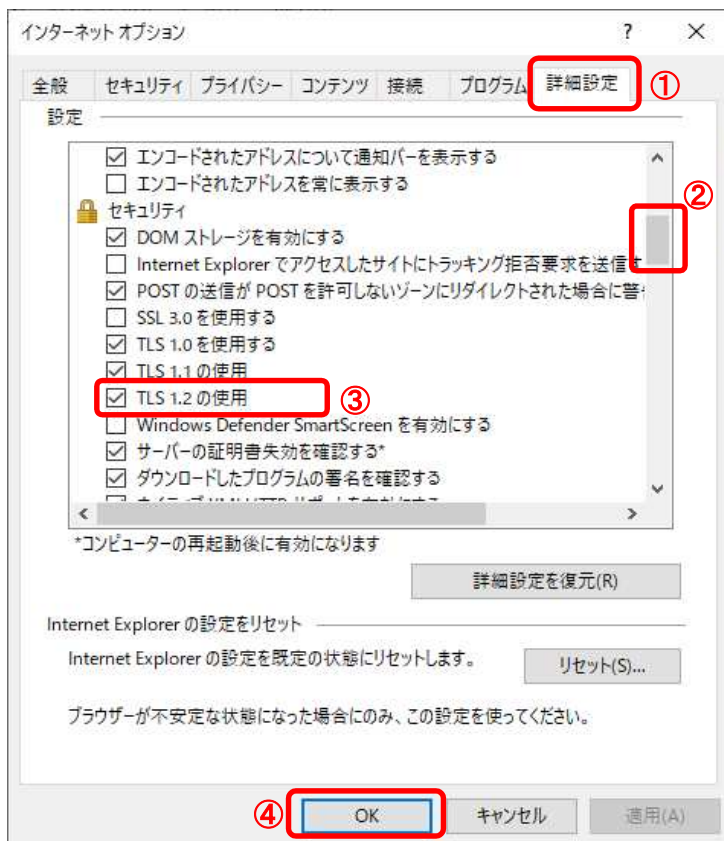 インターネット オプション ? ×
全般 セキュリティ プライバシー コンテンツ 接続 プログラム 詳細設定 ①
設定
エンコードされたアドレスについて通知バーを表示する
エンコードされたアドレスを常に表示する
②
セキュリティ
DOM ストレージを有効にする
Internet Explorer でアクセスしたサイトにトラッキング拒否要求を送信す
POST の送信が POST を許可しないゾーンにリダイレクトされた場合に警
SSL 3.0 を使用する
TLS 1.0 を使用する
TLS 1.1 の使用
TLS 1.2 の使用 ③
Windows Defender SmartScreen を有効にする
サーバーの証明書失効を確認する*
ダウンロードしたプログラムの署名を確認する
*コンピューターの再起動後に有効になります
詳細設定を復元(R)
Internet Explorer の設定をリセット
Internet Explorer の設定を既定の状態にリセットします。
リセット(S)...
ブラウザーが不安定な状態になった場合にのみ、この設定を使ってください。
④ OK キャンセル 適用(A)